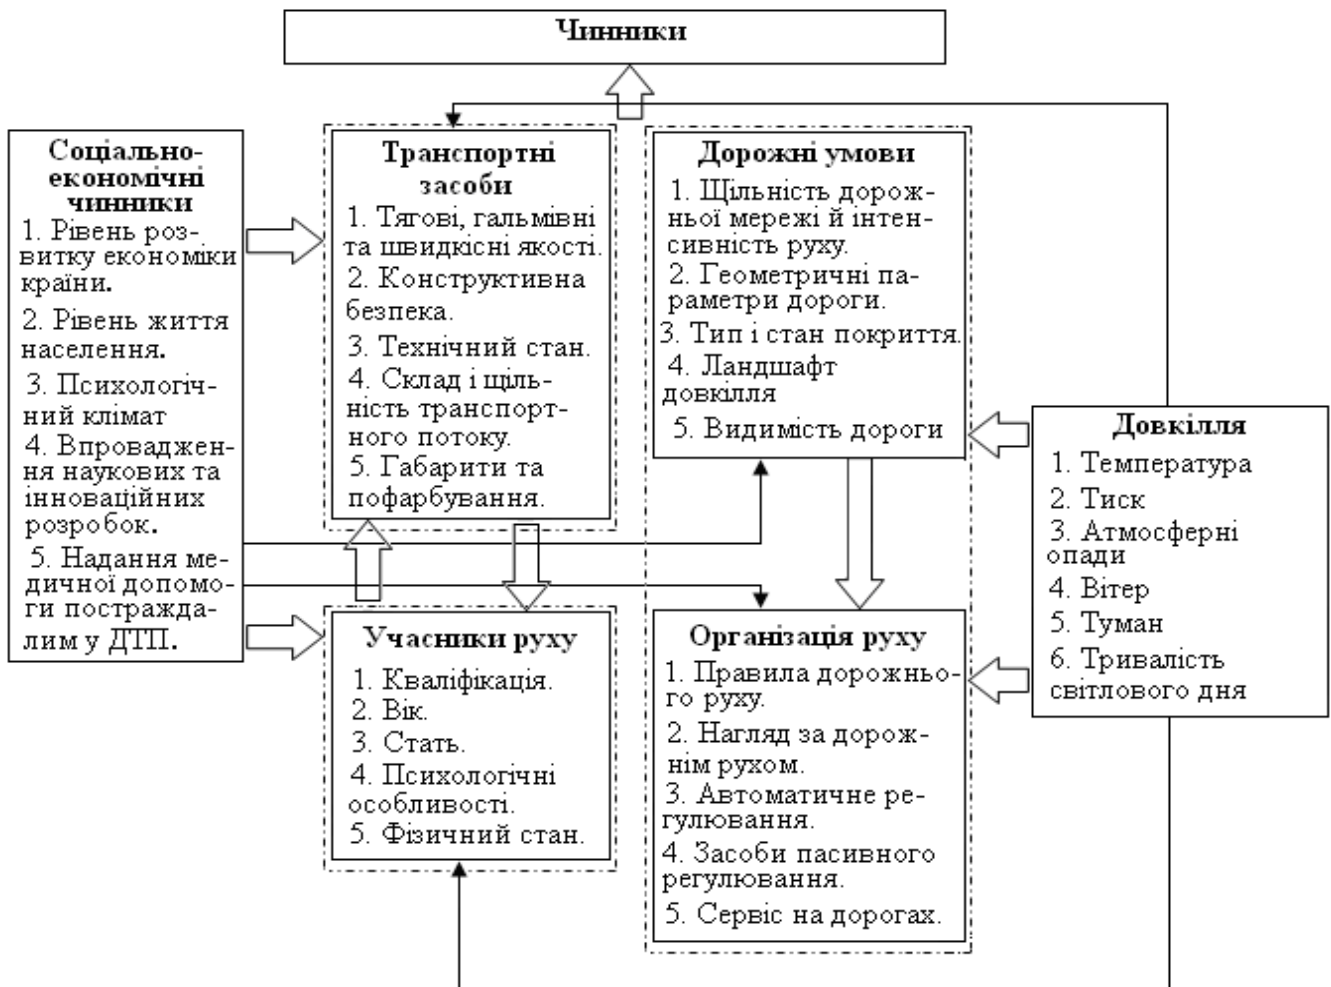 Чинники
Соціально-
економічні
чинники
1. Рівень роз-
витку економіки
країни.
2. Рівень життя
населення.
3. Психологіч-
ний клімат
4. Впроваджен-
ня наукових та
інноваційних
розробок.
5. Надання ме-
дичної допомо-
ги постражда-
лим у ДТП.
Транспортні
засоби
1. Тягові, гальмівні
та швидкісні якості.
2. Конструктивна
безпека.
3. Технічний стан.
4. Склад і щіль-
ність транспорт-
ного потоку.
5. Габарити та
пофарбування.
Дорожні умови
1. Щільність дорож-
ньої мережі й інтен-
сивність руху.
2. Геометричні па-
раметри дороги.
3. Тип і стан покриття.
4. Ландшафт
довкілля
5. Видимість дороги
Довкілля
1. Температура
2. Тиск
3. Атмосферні
опади
4. Вітер
5. Туман
6. Тривалість
світлового дня
Учасники руху
1. Кваліфікація.
2. Вік.
3. Стать.
4. Психологічні
особливості.
5. Фізичний стан.
Організація руху
1. Правила дорожньо-
го руху.
2. Нагляд за дорож-
нім рухом.
3. Автоматичне ре-
гулювання.
4. Засоби пасивного
регулювання.
5. Сервіс на дорогах.